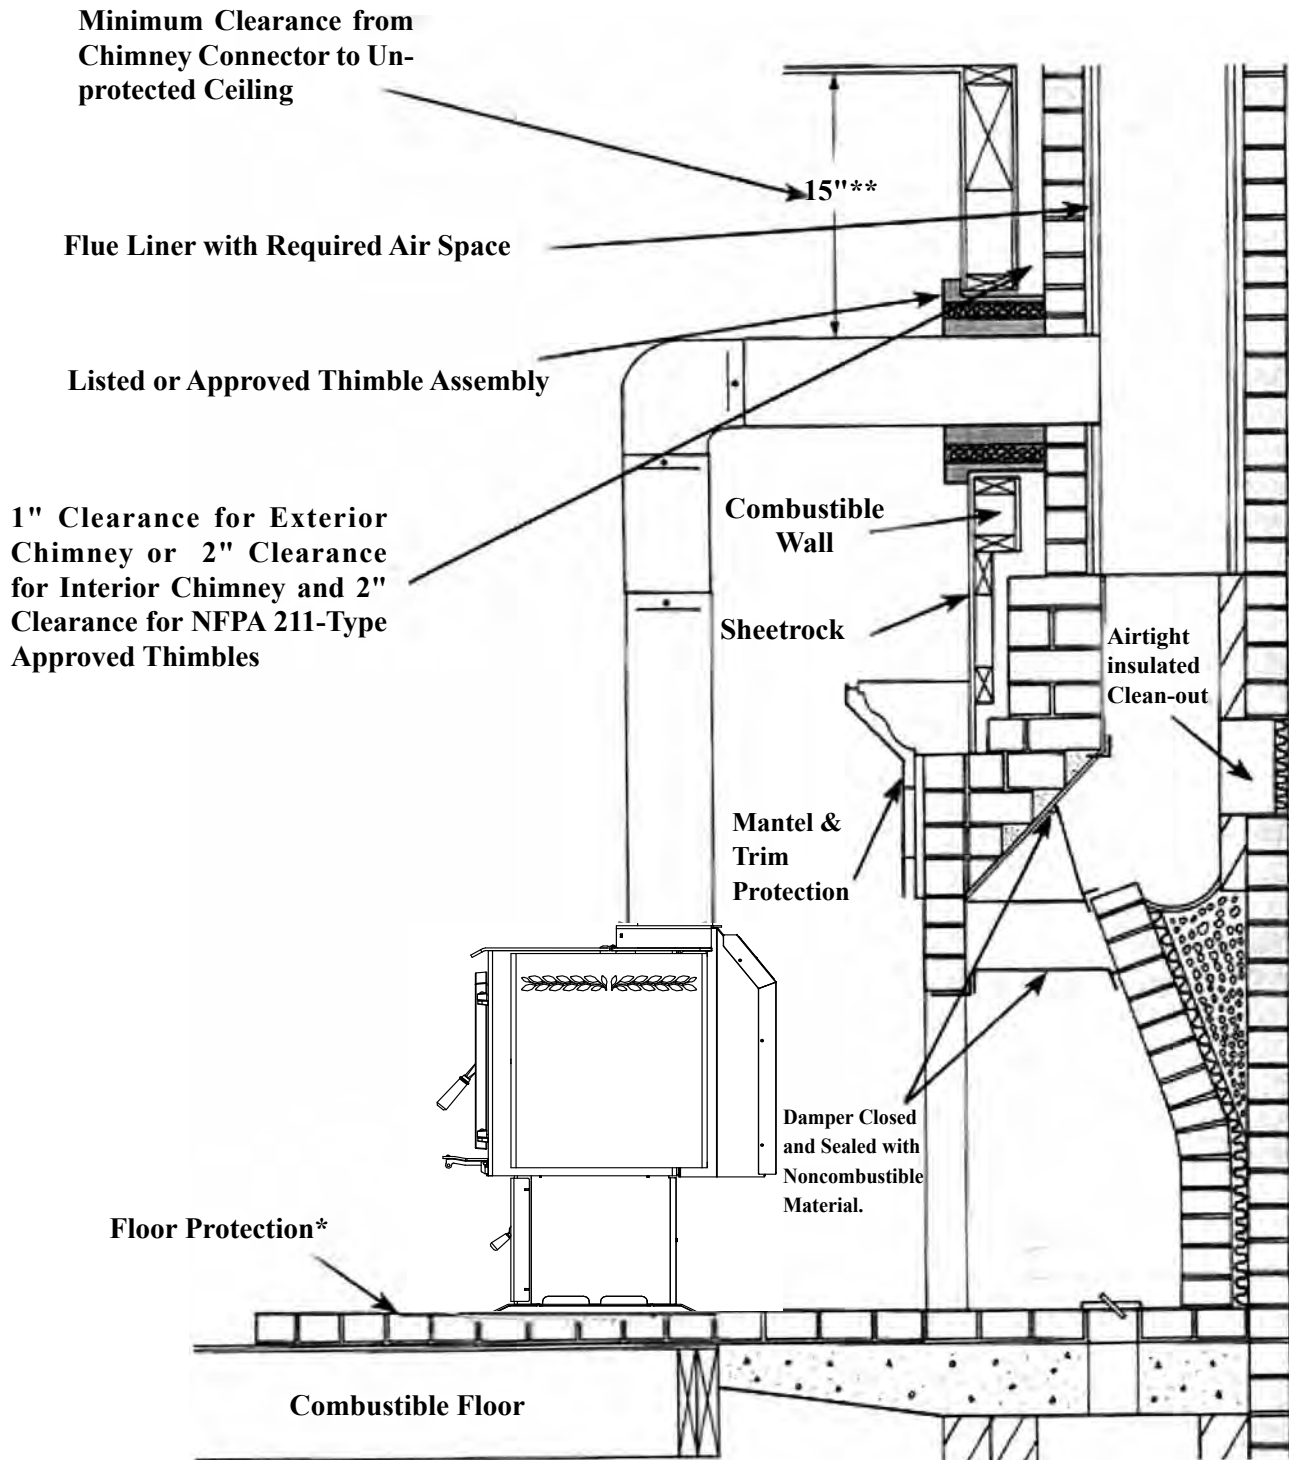 Minimum Clearance from
Chimney Connector to Un-
protected Ceiling
15"**
Flue Liner with Required Air Space
Listed or Approved Thimble Assembly
1" Clearance for Exterior
Chimney or 2" Clearance
for Interior Chimney and 2"
Clearance for NFPA 211-Type
Approved Thimbles
Combustible
Wall
Sheetrock
Airtight
insulated
Clean-out
Mantel &
Trim
Protection
Damper Closed
and Sealed with
Noncombustible
Material.
Floor Protection*
Combustible Floor